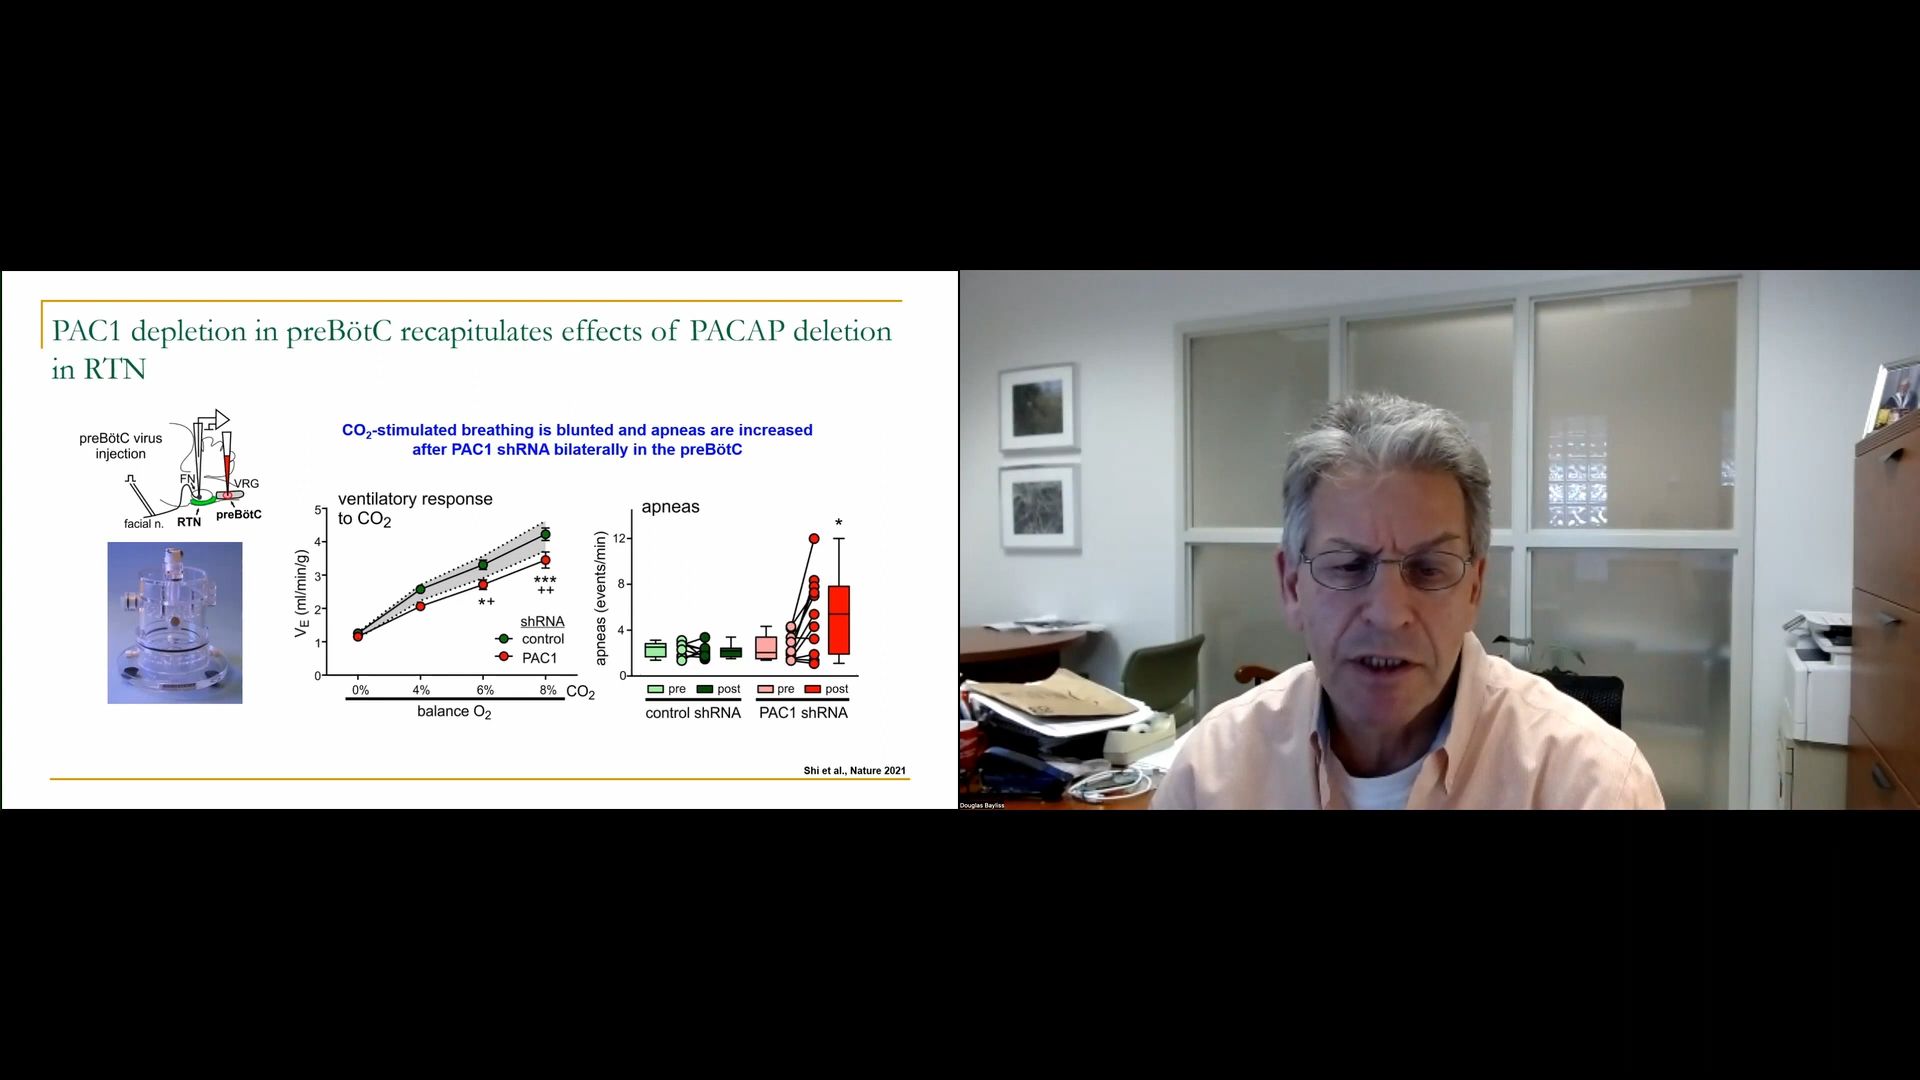 PAC1 depletion in preBötC recapitulates effects of PACAP deletion
in RTN
preBötC virus
injection
FN
VRG
facial n.
RTN
preBötC
CO2-stimulated breathing is blunted and apneas are increased
after PAC1 shRNA bilaterally in the preBötC
ventilatory response
to CO2
VE (ml/min/g)
5
4
3
2
1
0
***
++
*+
shRNA
control
PAC1
0% 4% 6% 8% CO2
balance O2
apneas
apneas (events/min)
12
8
4
0
*
pre post pre post
control shRNA PAC1 shRNA
Shi et al., Nature 2021
Douglas Bayliss